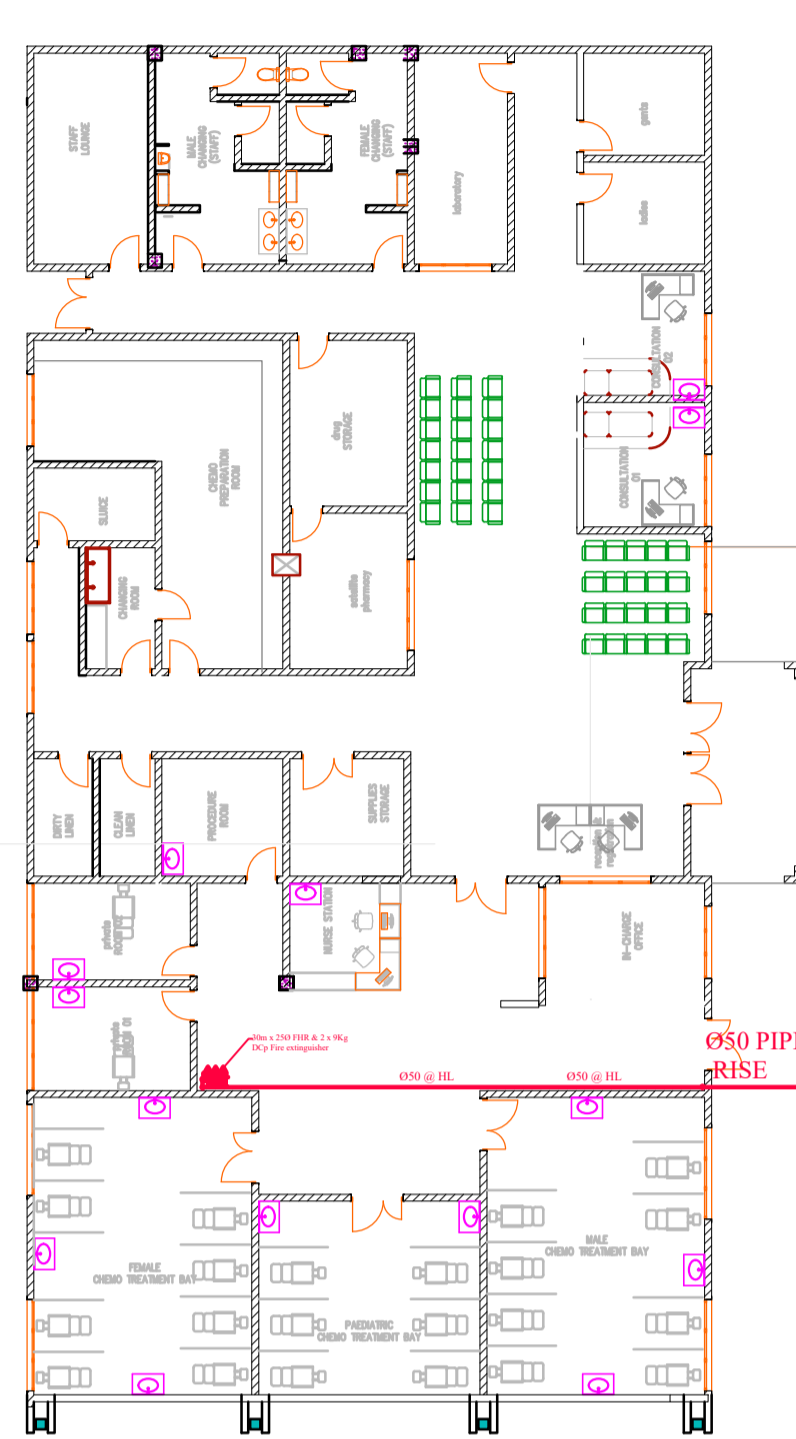 STAFF
LOUNGE
MALE
CHANGING
(STAFF)
FEMALE
CHANGING
(STAFF)
laboratory
gents
ladies
CONSULTATION
02
CONSULTATION
01
drug
STORAGE
CHEMO
PREPARATION
ROOM
SLUICE
CHANGING
ROOM
satellite
pharmacy
DIRTY
LINEN
CLEAN
LINEN
PROCEDURE
ROOM
SUPPLIES
STORAGE
reception &
registration
private
ROOM 02
NURSE STATION
IN-CHARGE
OFFICE
private
ROOM 01
30m x 25Ø FHR & 2 x 9Kg
DCp Fire extinguisher
Ø50 @ HL
Ø50 @ HL
Ø50 PIP
RISE
FEMALE
CHEMO TREATMENT BAY
PAEDIATRIC
CHEMO TREATMENT BAY
MALE
CHEMO TREATMENT BAY